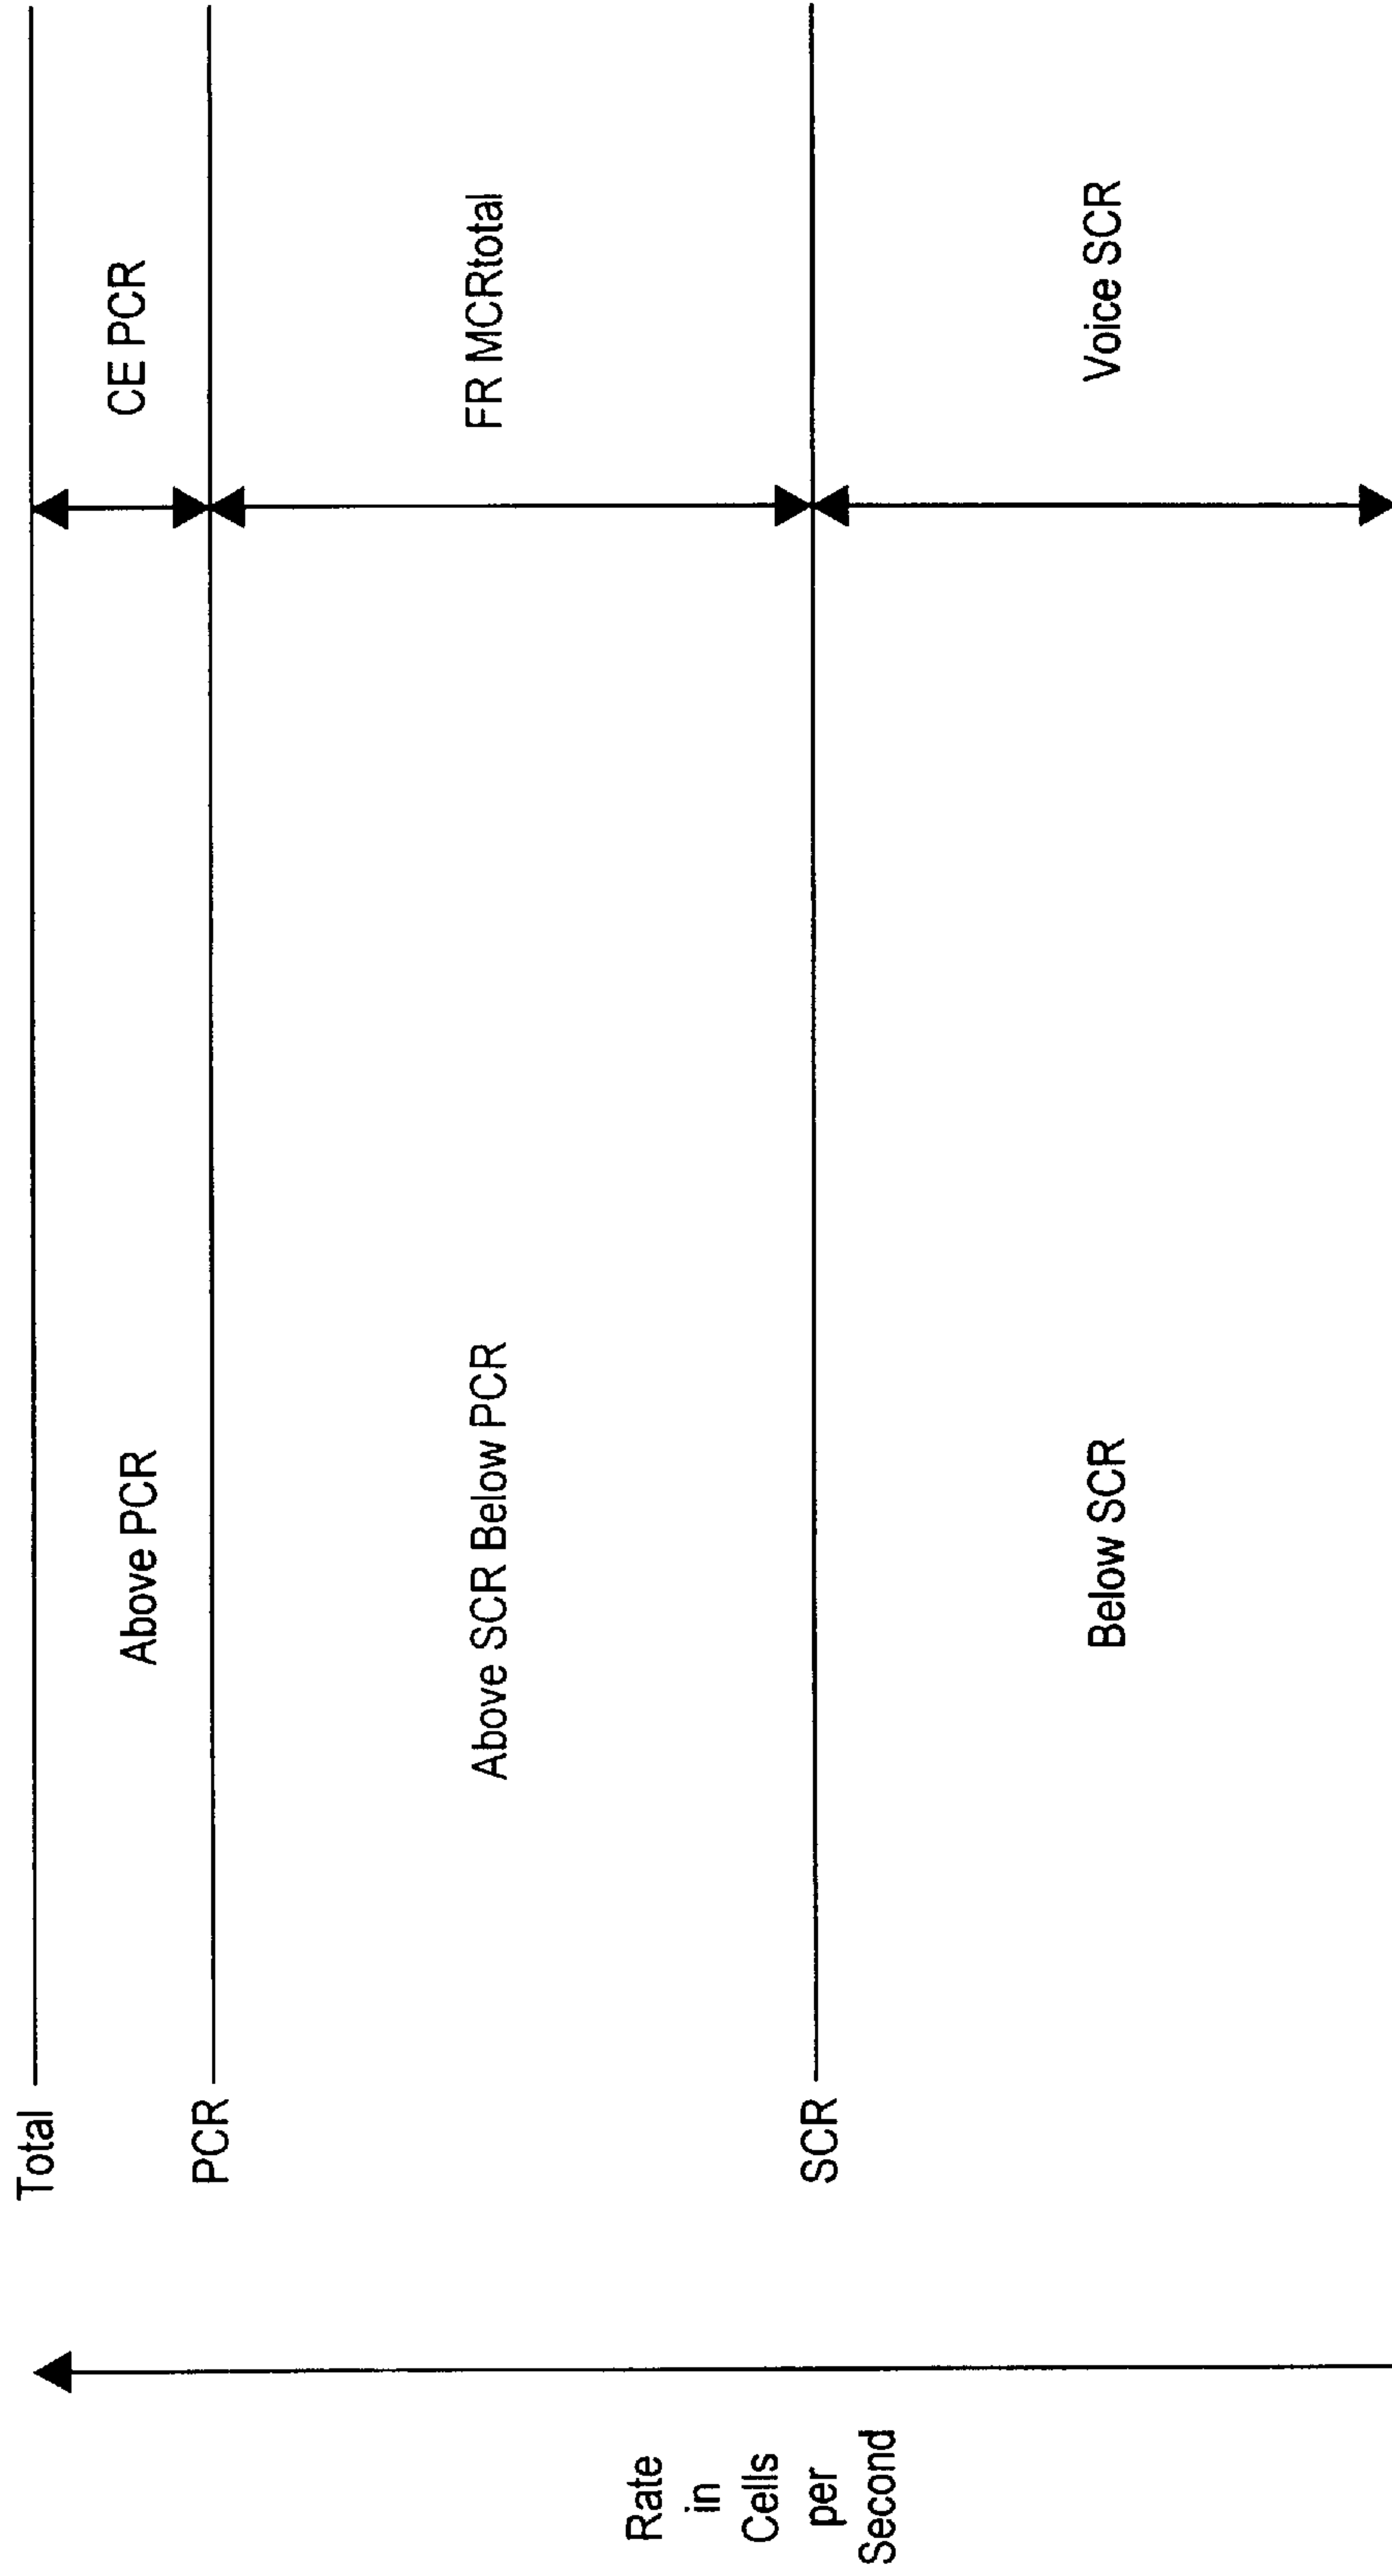 Total
PCR
SCR
Rate
in
Cells
per
Second
Above PCR
Above SCR Below PCR
Below SCR
CE PCR
FR MCRtotal
Voice SCR